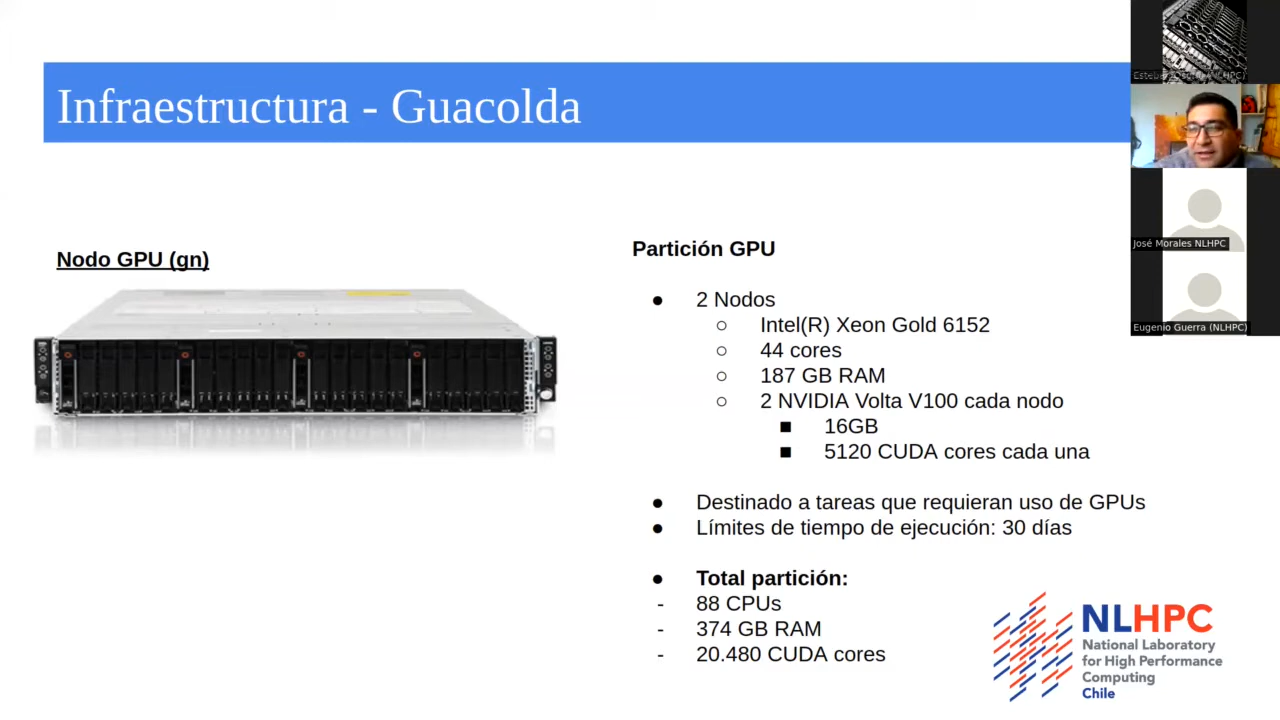 Infraestructura - Guacolda
Nodo GPU (gn)
Partición GPU
● 2 Nodos
○ Intel(R) Xeon Gold 6152
○ 44 cores
○ 187 GB RAM
○ 2 NVIDIA Volta V100 cada nodo
■ 16GB
■ 5120 CUDA cores cada una
● Destinado a tareas que requieran uso de GPUs
● Límites de tiempo de ejecución: 30 días
● Total partición:
- 88 CPUs
- 374 GB RAM
- 20.480 CUDA cores
NLHPC
National Laboratory
for High Performance
Computing
Chile
(NLHPC)
José Morales NLHPC
Eugenio Guerra (NLHPC)